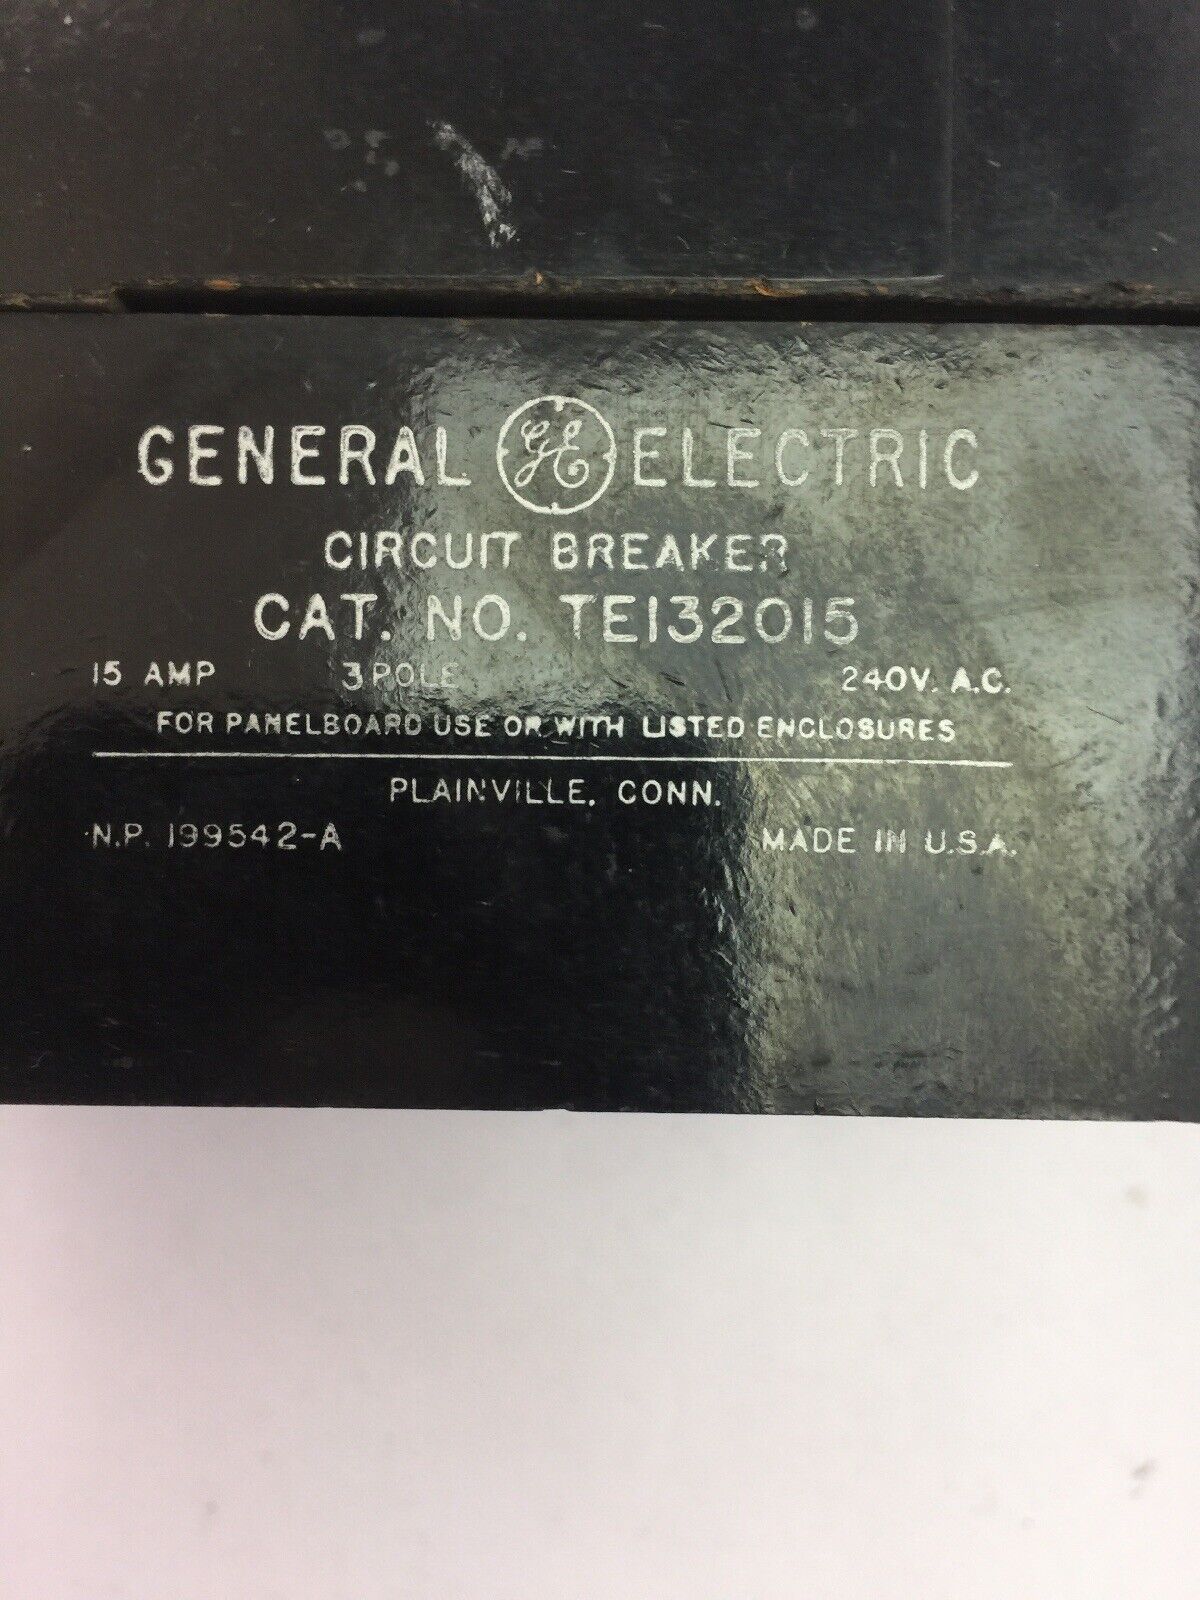 GENERAL GE ELECTRIC
CIRCUIT BREAKER
CAT. NO. TE132015
15 AMP 3 POLE 240V. A.C.
FOR PANELBOARD USE OR WITH LISTED ENCLOSURES
PLAINVILLE, CONN.
N.P. 199542-A MADE IN U.S.A.